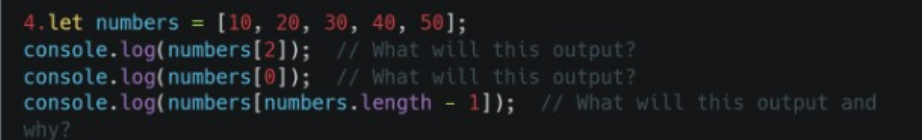 4.let numbers = [10, 20, 30, 40, 50];
console.log(numbers[2]);  // What will this output?
console.log(numbers[0]);  // What will this output?
console.log(numbers[numbers.length - 1]);  // What will this output and
why?